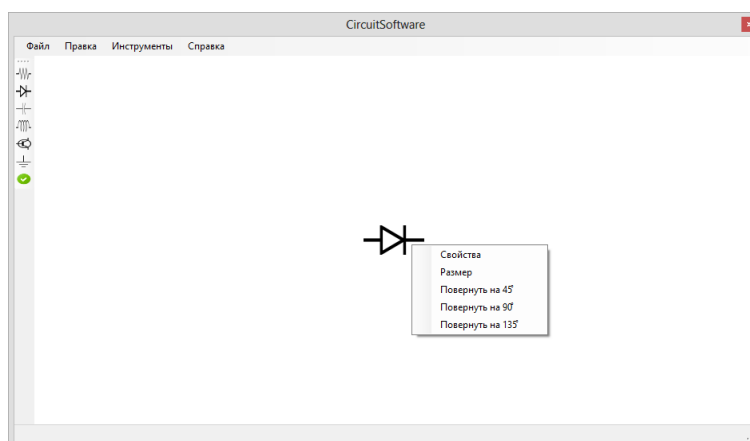 CircuitSoftware
Файл Правка Инструменты Справка
Свойства
Размер
Повернуть на 45°
Повернуть на 90°
Повернуть на 135°